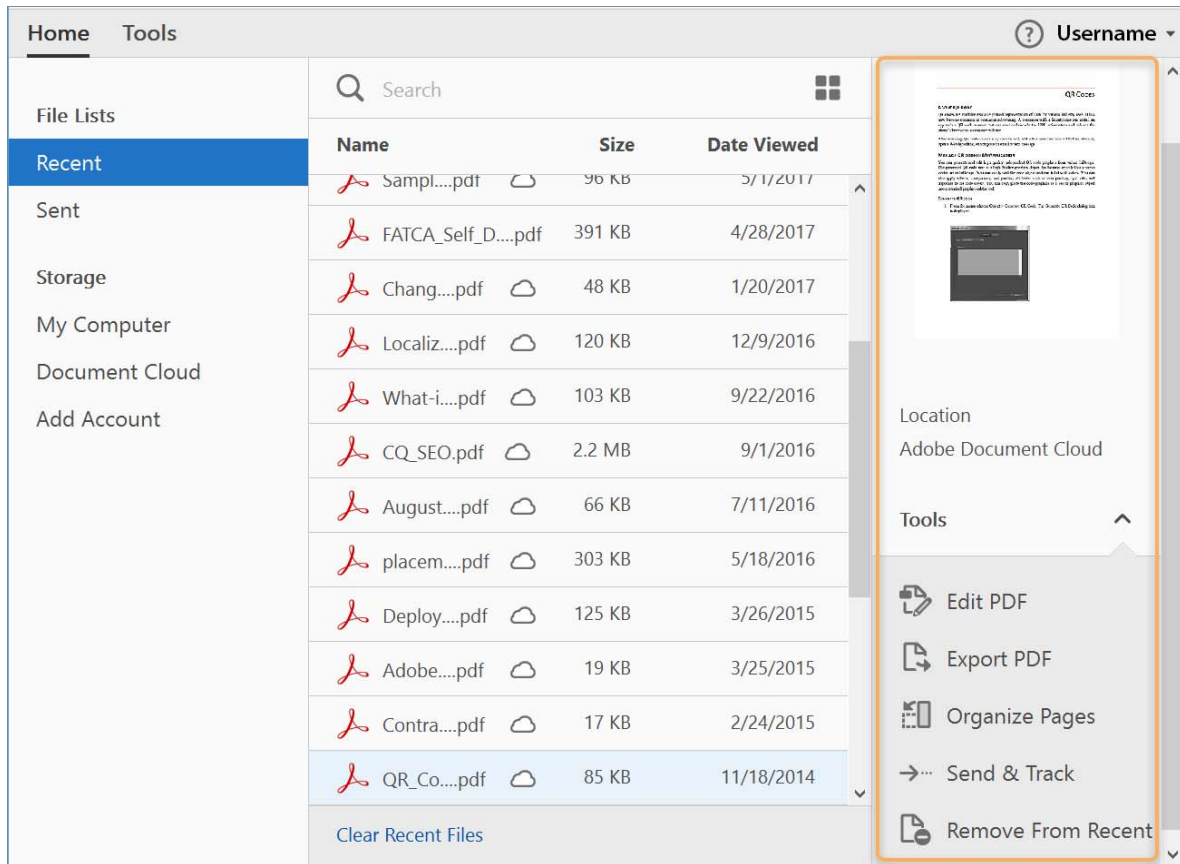 Home Tools
Username
File Lists
Recent
Sent
Storage
My Computer
Document Cloud
Add Account
Search
Name Size Date Viewed
Sampl....pdf 96 KB 5/1/2017
FATCA_Self_D....pdf 391 KB 4/28/2017
Chang....pdf 48 KB 1/20/2017
Localiz....pdf 120 KB 12/9/2016
What-i....pdf 103 KB 9/22/2016
CQ_SEO.pdf 2.2 MB 9/1/2016
August....pdf 66 KB 7/11/2016
placem....pdf 303 KB 5/18/2016
Deploy....pdf 125 KB 3/26/2015
Adobe....pdf 19 KB 3/25/2015
Contra....pdf 17 KB 2/24/2015
QR_Co....pdf 85 KB 11/18/2014
Clear Recent Files
QR Codes
Location
Adobe Document Cloud
Tools
Edit PDF
Export PDF
Organize Pages
Send & Track
Remove From Recent